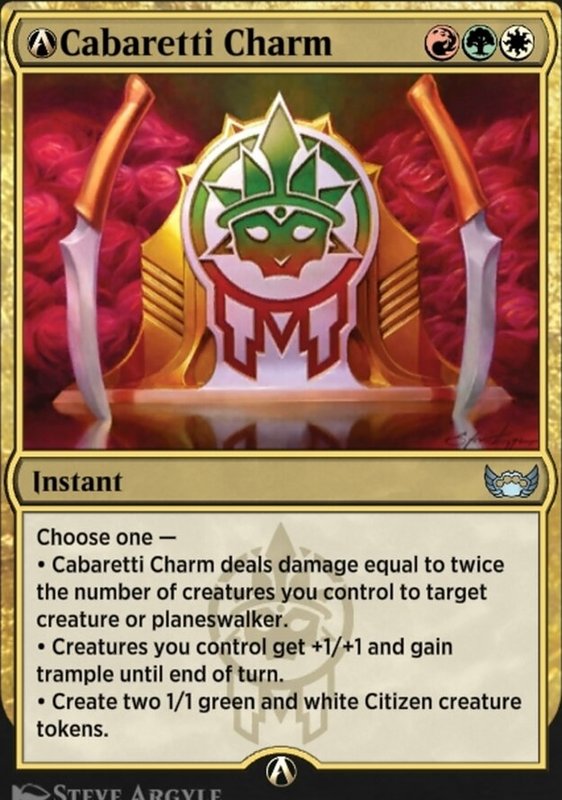 Cabaretti Charm
Instant
Choose one —
• Cabaretti Charm deals damage equal to twice
the number of creatures you control to target
creature or planeswalker.
• Creatures you control get +1/+1 and gain
trample until end of turn.
• Create two 1/1 green and white Citizen creature
tokens.
STEVE ARGYLE